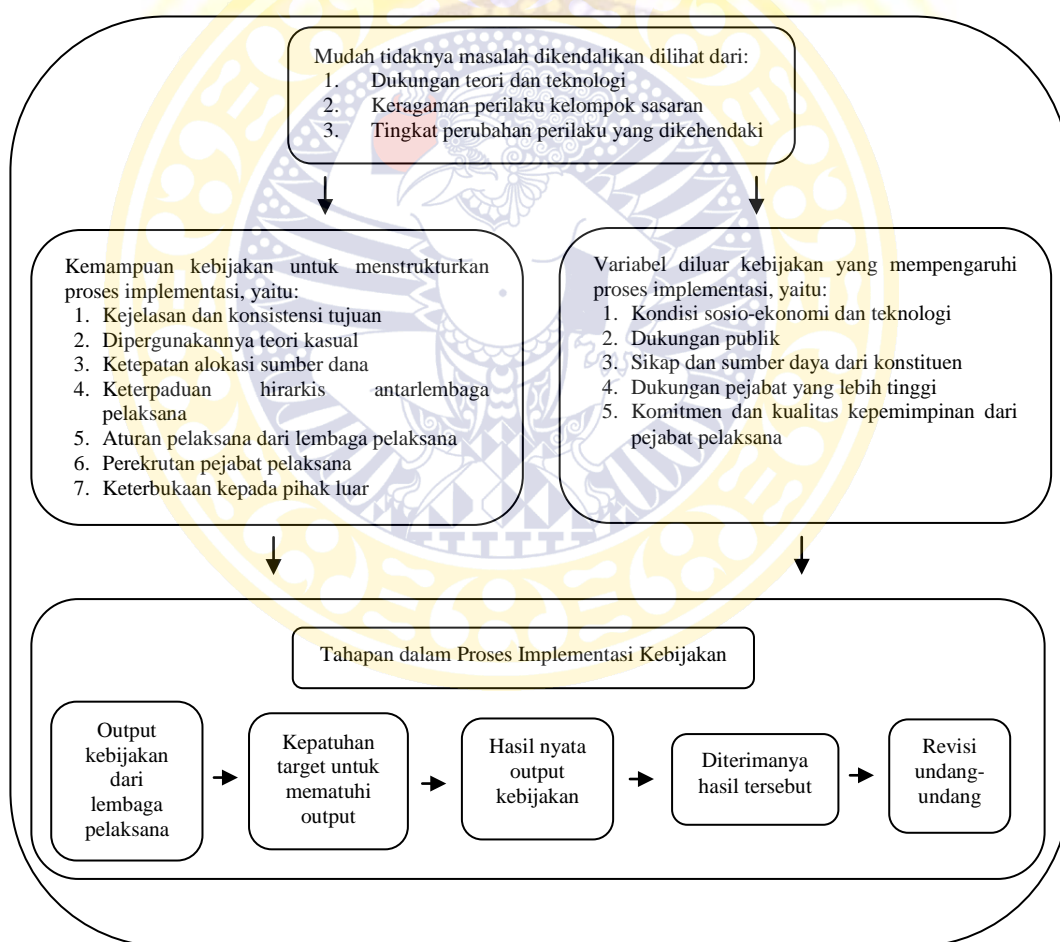 Mudah tidaknya masalah dikendalikan dilihat dari:
1. Dukungan teori dan teknologi
2. Keragaman perilaku kelompok sasaran
3. Tingkat perubahan perilaku yang dikehendaki
Kemampuan kebijakan untuk menstrukturkan
proses implementasi, yaitu:
1. Kejelasan dan konsistensi tujuan
2. Dipergunakannya teori kasual
3. Ketepatan alokasi sumber dana
4. Keterpaduan hirarkis antarlembaga
pelaksana
5. Aturan pelaksana dari lembaga pelaksana
6. Perekrutan pejabat pelaksana
7. Keterbukaan kepada pihak luar
Variabel diluar kebijakan yang mempengaruhi
proses implementasi, yaitu:
1. Kondisi sosio-ekonomi dan teknologi
2. Dukungan publik
3. Sikap dan sumber daya dari konstituen
4. Dukungan pejabat yang lebih tinggi
5. Komitmen dan kualitas kepemimpinan dari
pejabat pelaksana
Tahapan dalam Proses Implementasi Kebijakan
Output
kebijakan
dari
lembaga
pelaksana
Kepatuhan
target untuk
mematuhi
output
Hasil nyata
output
kebijakan
Diterimanya
hasil tersebut
Revisi
undang-
undang